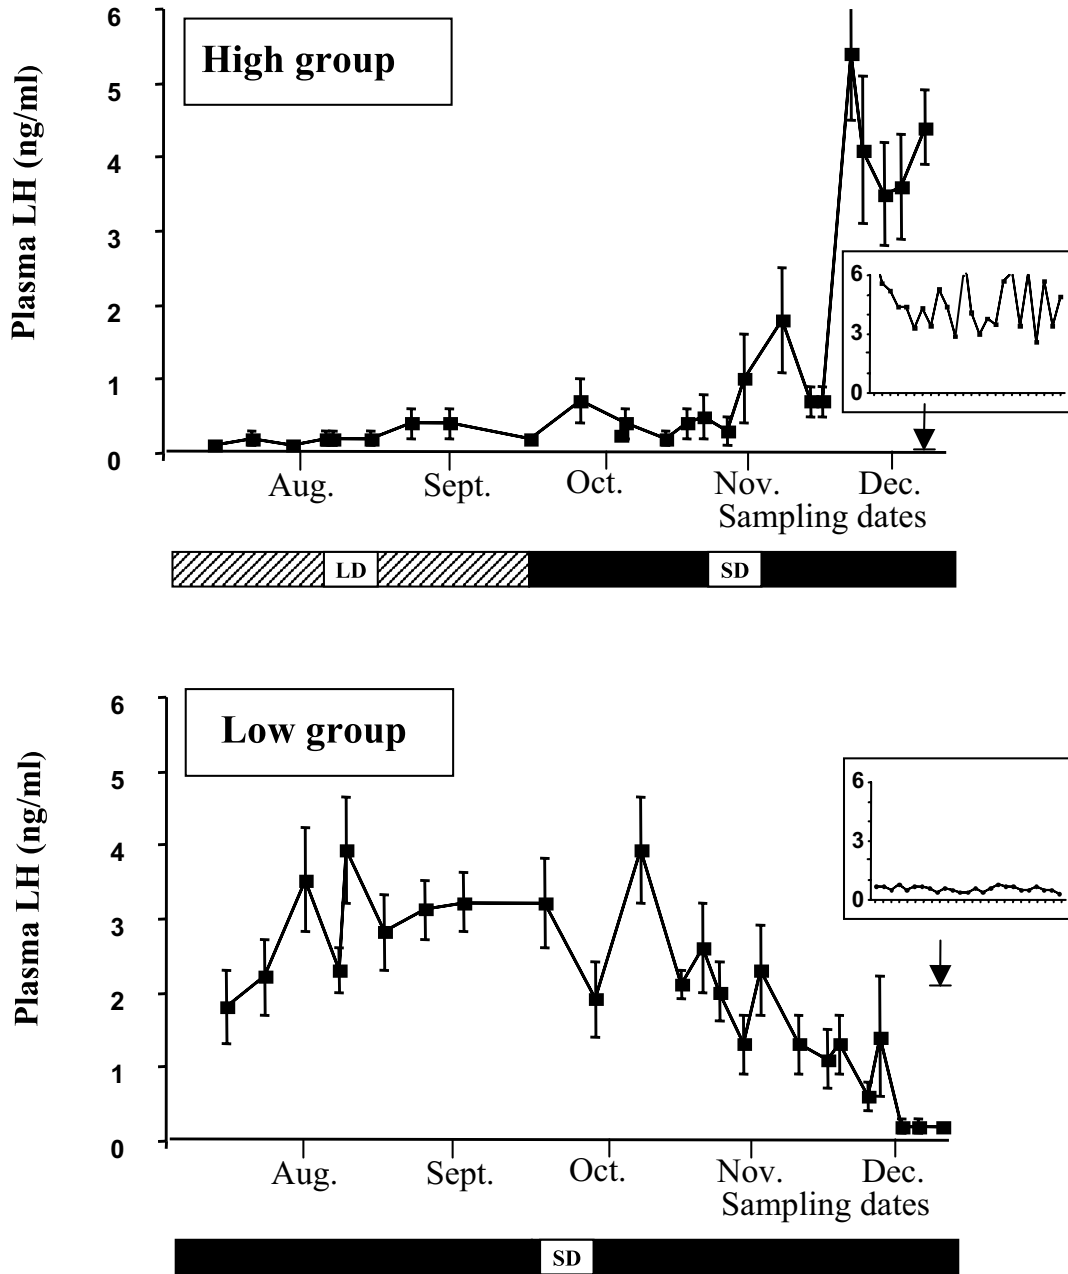 High group
Plasma LH (ng/ml)
6
5
4
3
2
1
0
6
3
0
Aug.
Sept.
Oct.
Nov.
Dec.
Sampling dates
LD
SD
Low group
Plasma LH (ng/ml)
6
5
4
3
2
1
0
6
3
0
Aug.
Sept.
Oct.
Nov.
Dec.
Sampling dates
SD